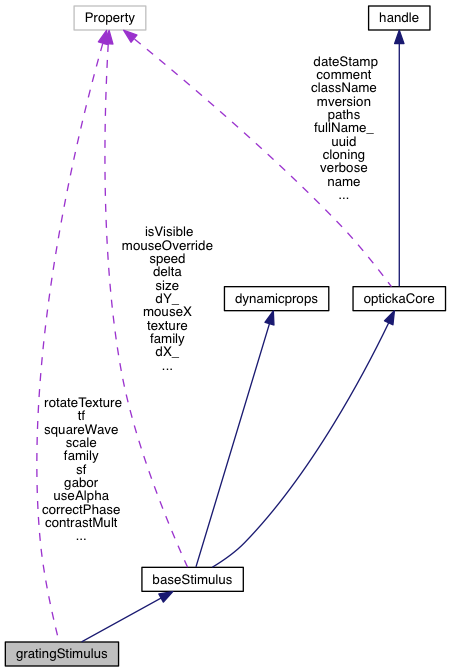 Property
handle
dateStamp
comment
className
mversion
paths
fullName_
uuid
cloning
verbose
name
...
isVisible
mouseOverride
speed
delta
size
dY_
mouseX
texture
family
dX_
...
dynamicprops
optickaCore
rotateTexture
tf
squareWave
scale
family
sf
gabor
useAlpha
correctPhase
contrastMult
...
baseStimulus
gratingStimulus